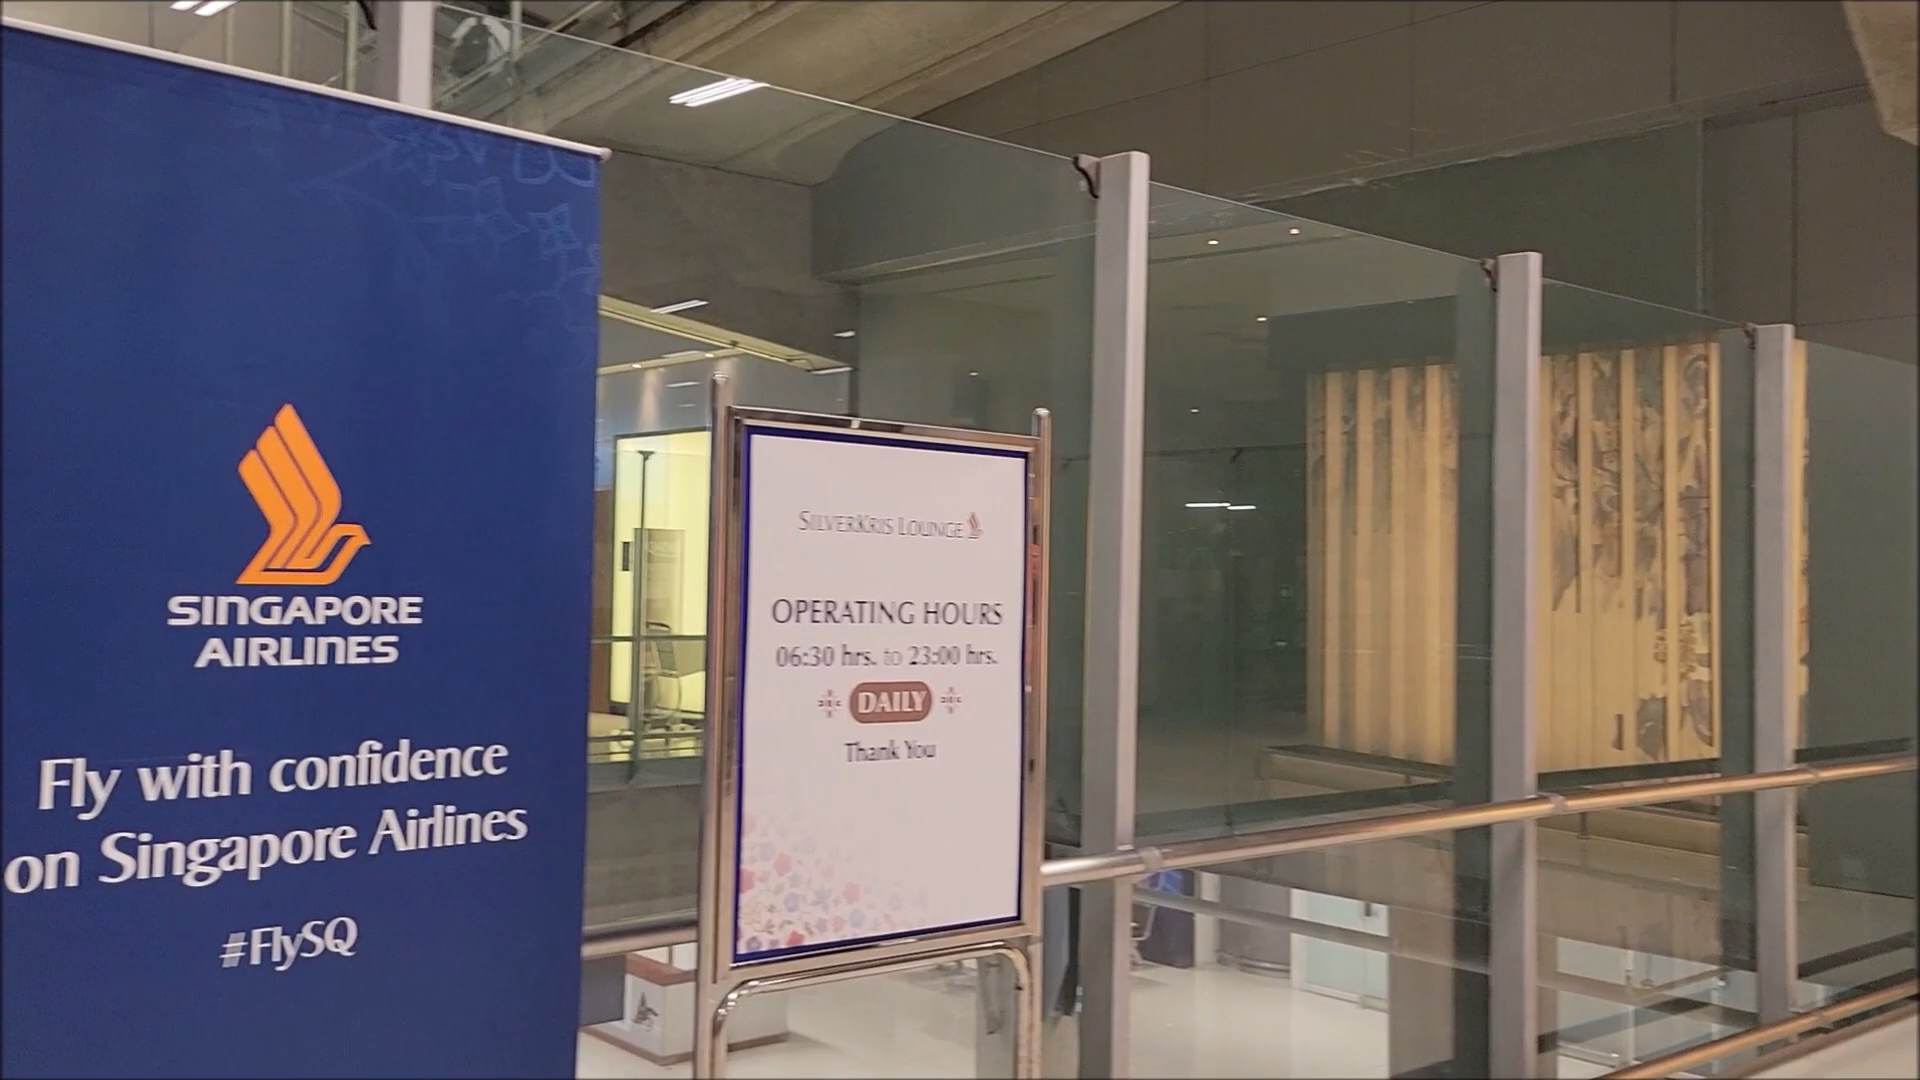 SINGAPORE
AIRLINES
Fly with confidence
on Singapore Airlines
#FlySQ
SILVERKRIS LOUNGE
OPERATING HOURS
06:30 hrs. to 23:00 hrs.
DAILY
Thank You